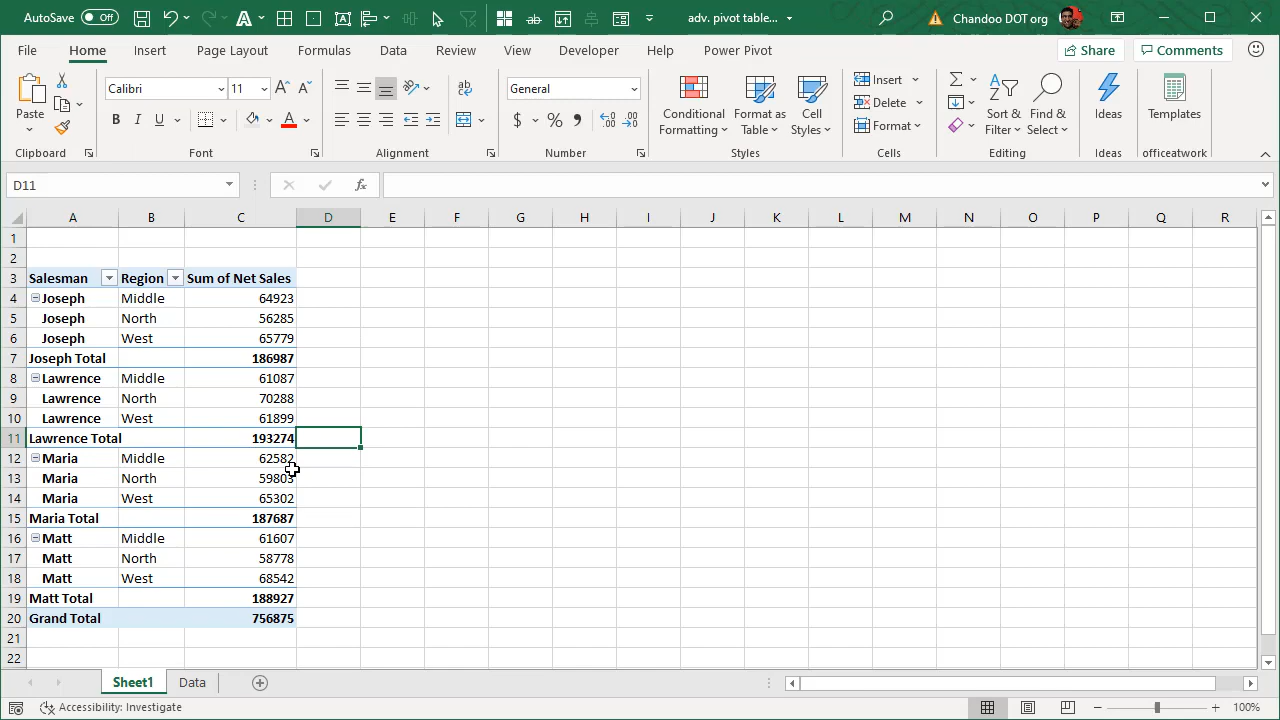 AutoSave Off adv. pivot table... Chandoo DOT org
File Home Insert Page Layout Formulas Data Review View Developer Help Power Pivot Share Comments
Paste Calibri 11 General Conditional Formatting Format as Table Cell Styles Insert Delete Format Sort & Filter Find & Select Ideas Templates
Clipboard Font Alignment Number Styles Cells Editing Ideas officeatwork
D11 fx
A B C D E F G H I J K L M N O P Q R
1
2
3 Salesman Region Sum of Net Sales
4 Joseph Middle 64923
5 Joseph North 56285
6 Joseph West 65779
7 Joseph Total 186987
8 Lawrence Middle 61087
9 Lawrence North 70288
10 Lawrence West 61899
11 Lawrence Total 193274
12 Maria Middle 62582
13 Maria North 59803
14 Maria West 65302
15 Maria Total 187687
16 Matt Middle 61607
17 Matt North 58778
18 Matt West 68542
19 Matt Total 188927
20 Grand Total 756875
21
22
Sheet1 Data
Accessibility: Investigate 100%